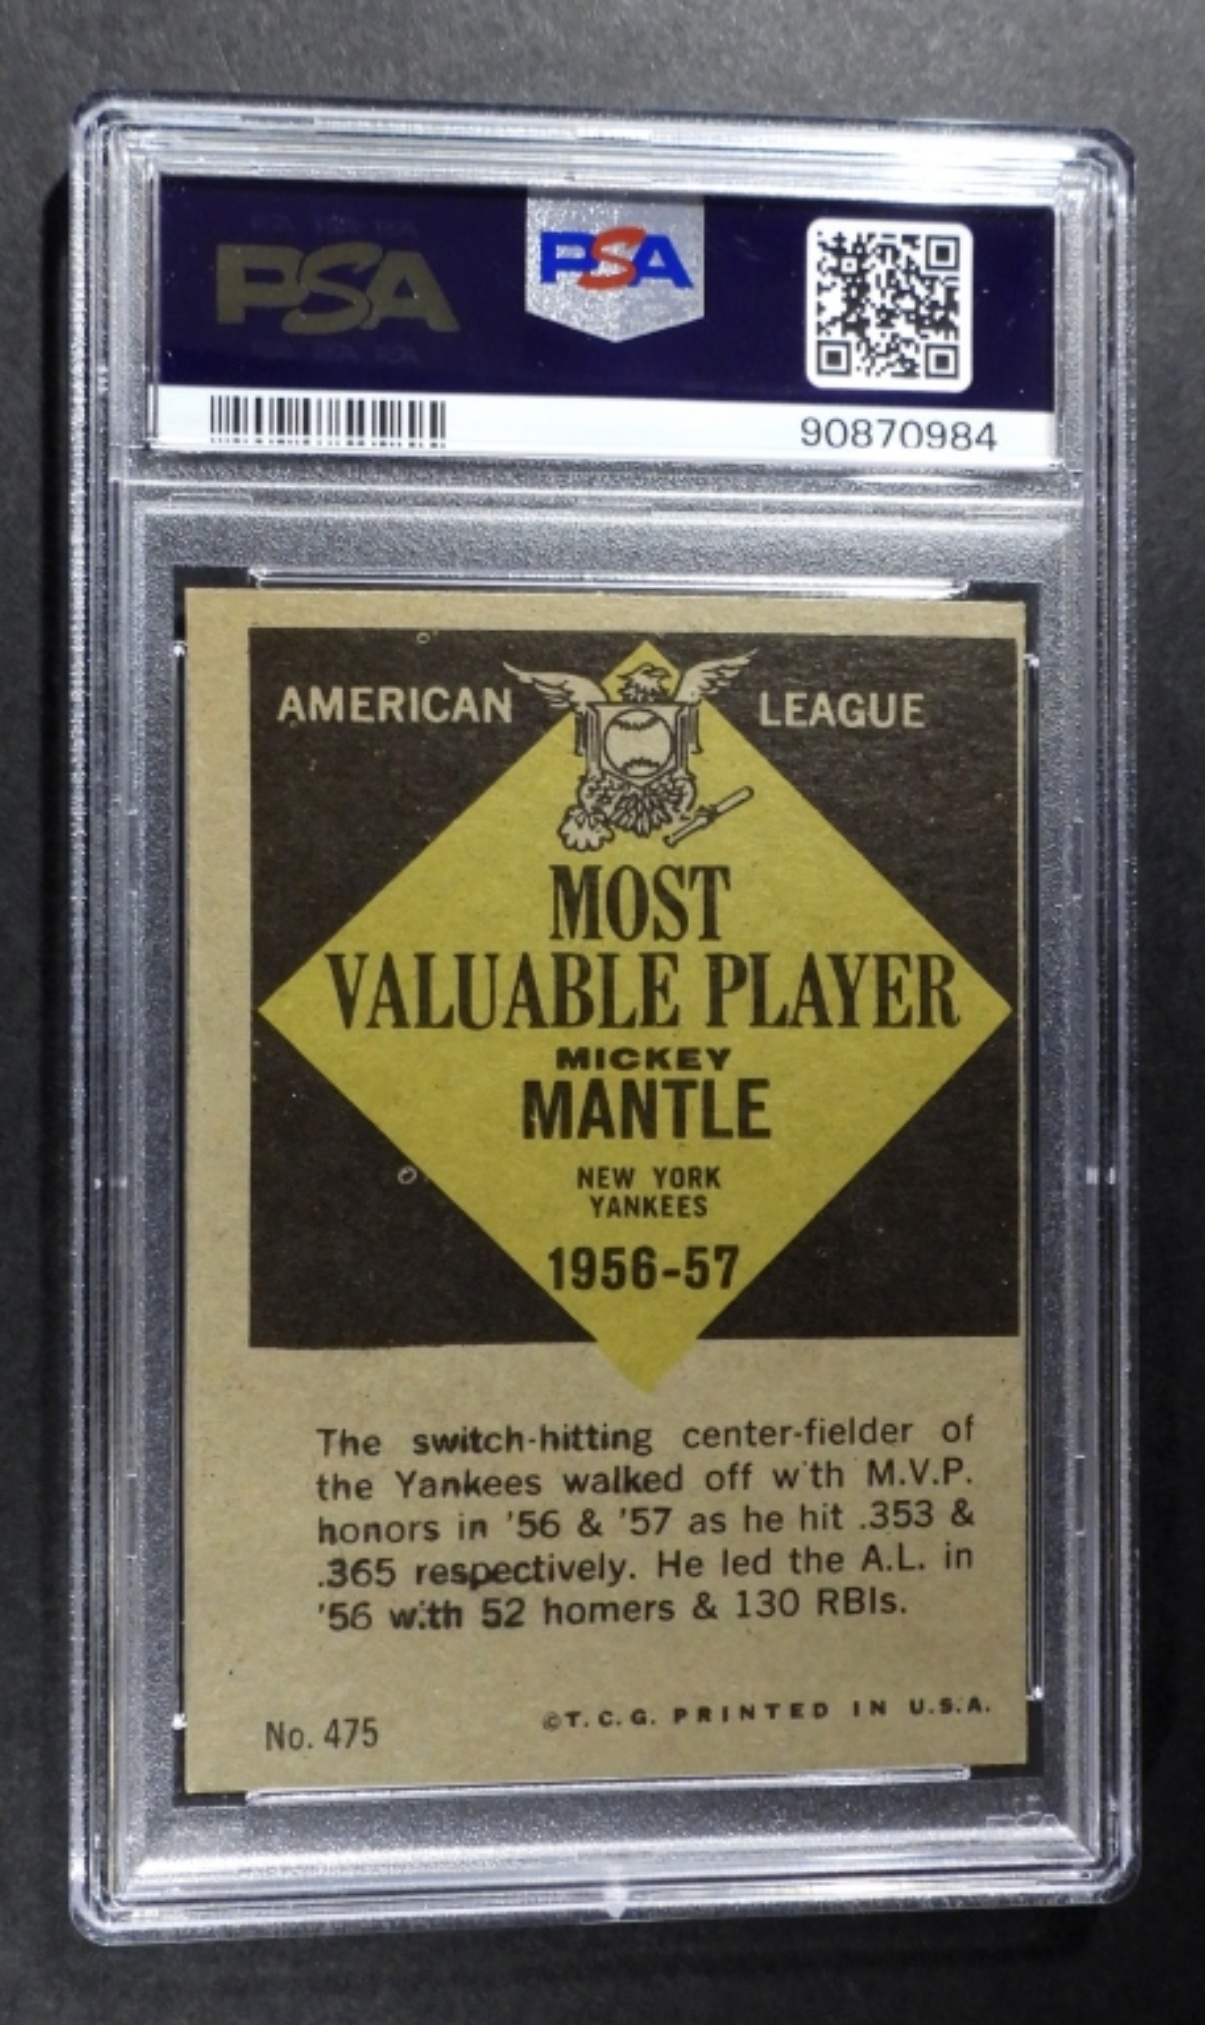 PSA
PSA
90870984
AMERICAN LEAGUE
MOST
VALUABLE PLAYER
MICKEY
MANTLE
NEW YORK
YANKEES
1956-57
The switch-hitting center-fielder of
the Yankees walked off w'th M.V.P.
honors in '56 & '57 as he hit .353 &
.365 respectively. He led the A.L. in
'56 with 52 homers & 130 RBIs.
No. 475
©T.C.G. PRINTED IN U.S.A.